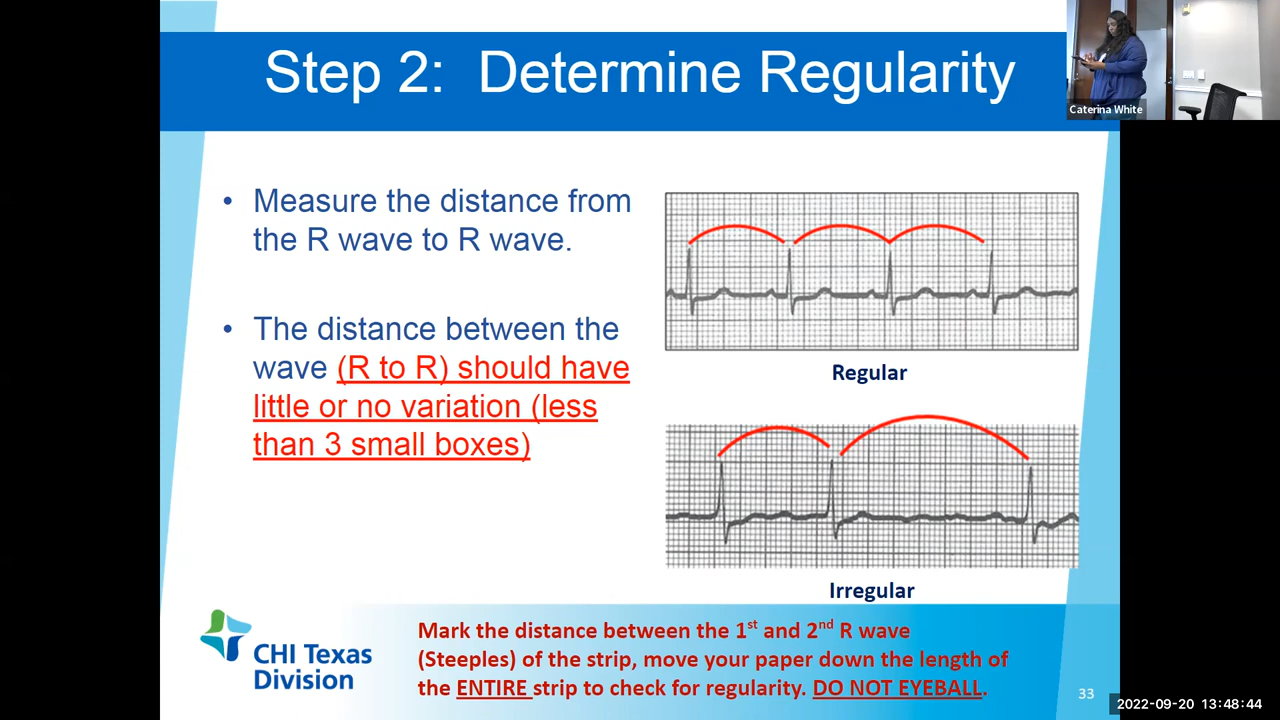 Step 2: Determine Regularity
Caterina White
• Measure the distance from
the R wave to R wave.
• The distance between the
wave (R to R) should have
little or no variation (less
than 3 small boxes)
Regular
Irregular
CHI Texas
Division
Mark the distance between the 1st and 2nd R wave
(Steeples) of the strip, move your paper down the length of
the ENTIRE strip to check for regularity. DO NOT EYEBALL.
33
2022-09-20 13:48:44